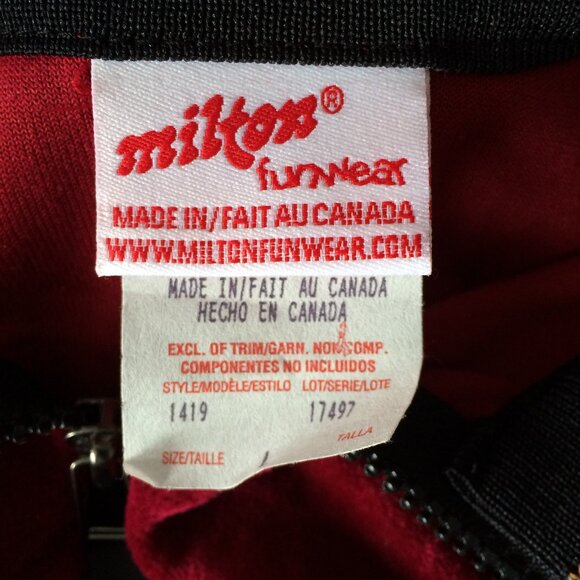 milton®
funwear
MADE IN/FAIT AU CANADA
WWW.MILTONFUNWEAR.COM
MADE IN/FAIT AU CANADA
HECHO EN CANADA
EXCL. OF TRIM/GARN. NON COMP.
COMPONENTES NO INCLUIDOS
STYLE/MODÈLE/ESTILO LOT/SERIE/LOTE
1419 17497
TALLA
SIZE/TAILLE